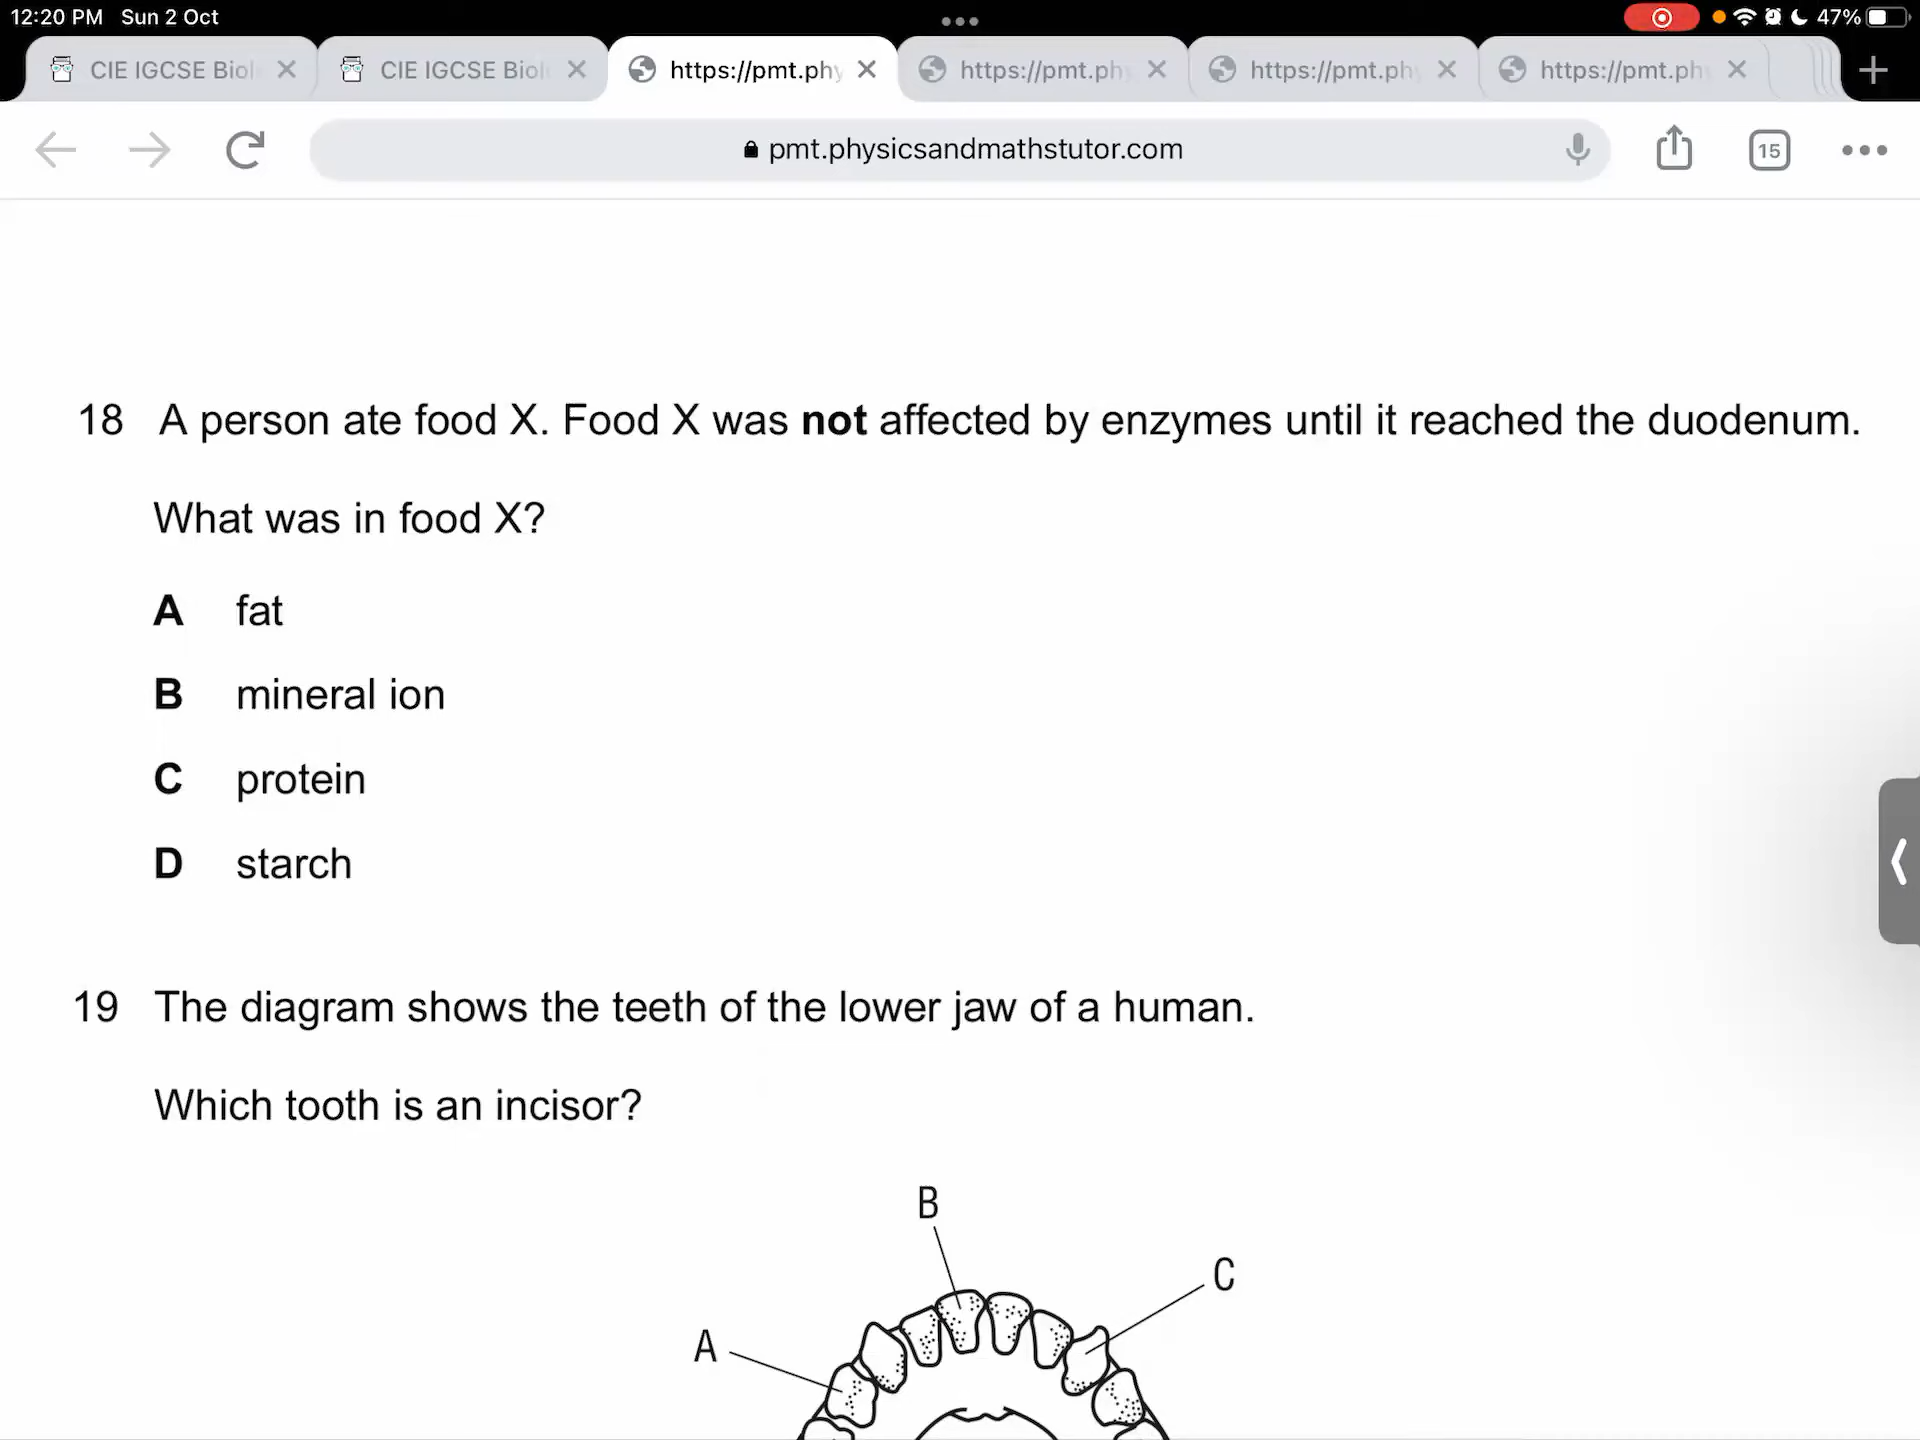 12:20 PM Sun 2 Oct
47%
CIE IGCSE Biol
CIE IGCSE Biol
https://pmt.phy
https://pmt.ph
https://pmt.ph
https://pmt.ph
pmt.physicsandmathstutor.com
15
18 A person ate food X. Food X was not affected by enzymes until it reached the duodenum.
What was in food X?
A fat
B mineral ion
C protein
D starch
19 The diagram shows the teeth of the lower jaw of a human.
Which tooth is an incisor?
B
C
A